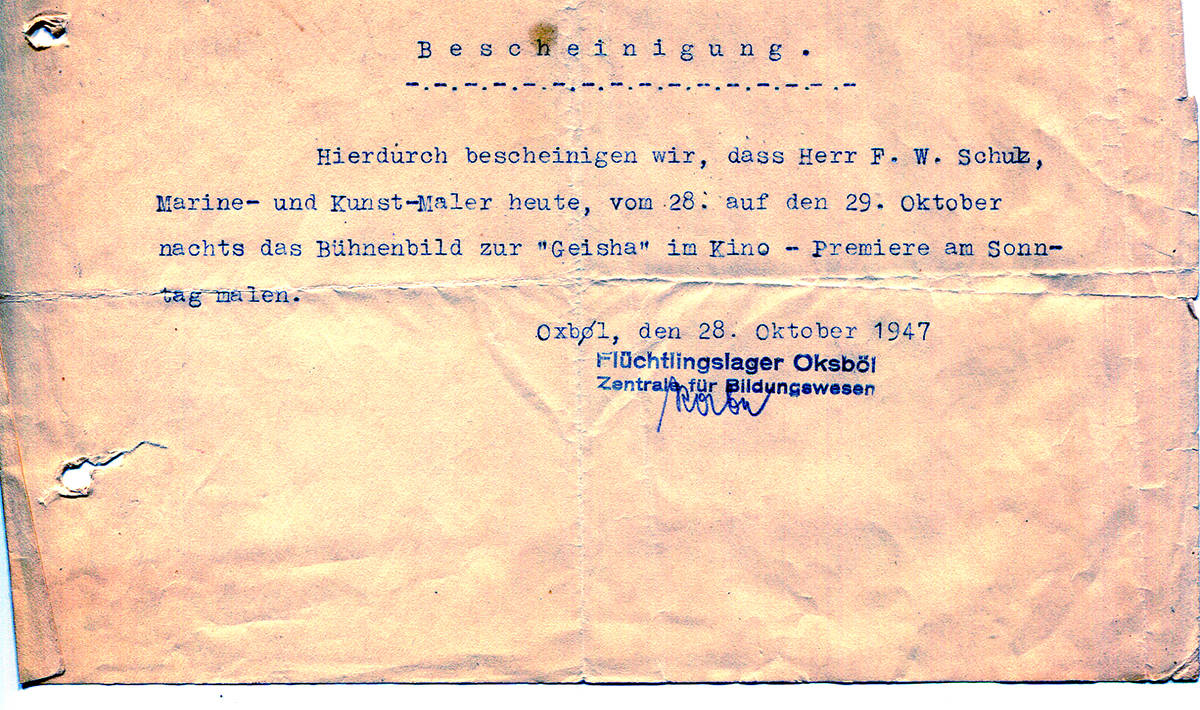 Bescheinigung.
-.-.-.-.-.-.-.-.-.-.-.-.-.-.-.-
Hierdurch bescheinigen wir, dass Herr F. W. Schulz,
Marine- und Kunst-Maler heute, vom 28. auf den 29. Oktober
nachts das Bühnenbild zur "Geisha" im Kino - Premiere am Sonn-
tag malen.
Oxbøl, den 28. Oktober 1947
Flüchtlingslager Oksböl
Zentrale für Bildungswesen